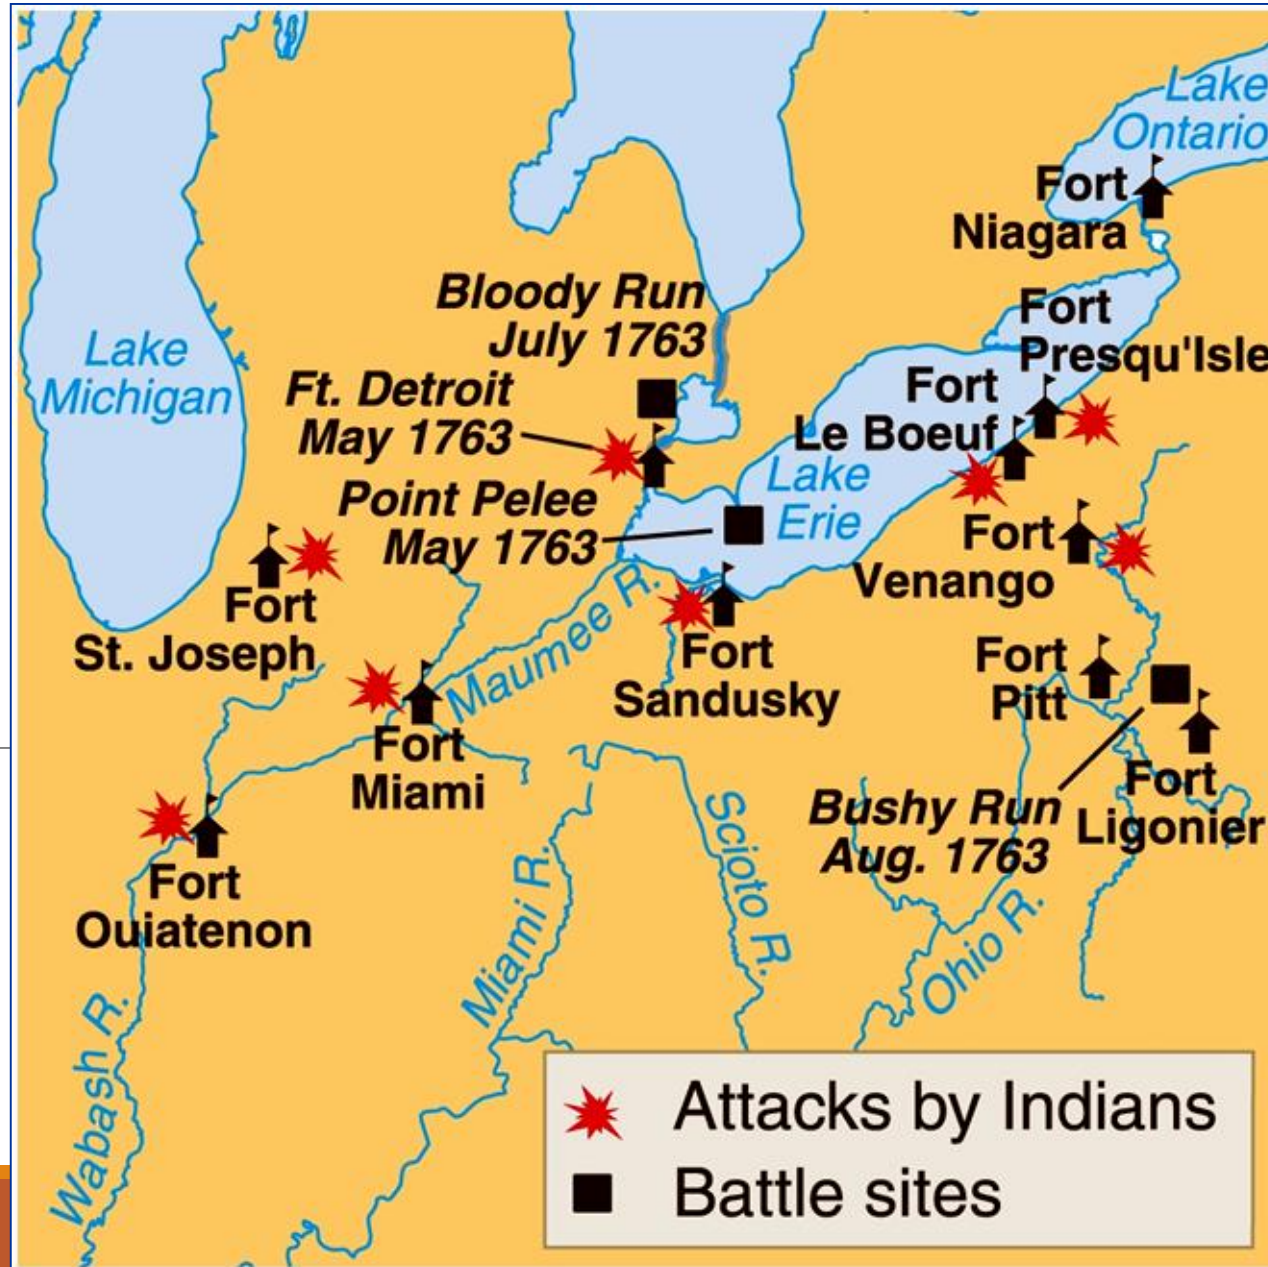 Lake
Ontario
Fort
Niagara
Bloody Run
July 1763
Fort
Presqu'Isle
Lake
Michigan
Ft. Detroit
May 1763
Fort
Le Boeuf
Lake
Erie
Point Pelee
May 1763
Fort
Venango
Fort
St. Joseph
Maumee R.
Fort
Sandusky
Fort
Pitt
Fort
Miami
Bushy Run
Aug. 1763
Fort
Ligonier
Fort
Ouiatenon
Scioto R.
Miami R.
Ohio R.
Wabash R.
Attacks by Indians
Battle sites